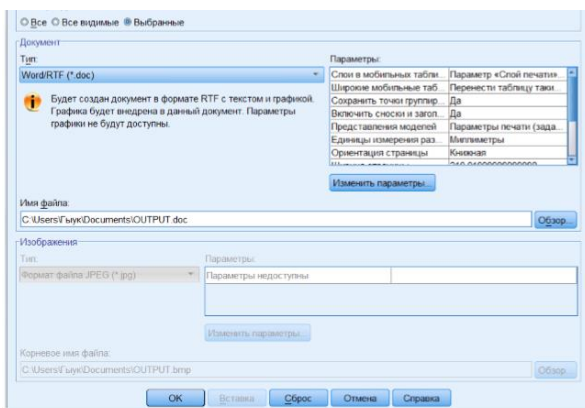 Все Все видимые Выбранные
Документ
Тип:
Word/RTF (*.doc)
Будет создан документ в формате RTF с текстом и графикой.
Графика будет внедрена в данный документ. Параметры
графики не будут доступны.
Параметры:
Слои в мобильных табли... Параметр «Слой печати»...
Широкие мобильные таб... Перенести таблицу таки...
Сохранить точки группир... Да
Включить сноски и загол... Да
Представления моделей Параметры печати (зада...
Единицы измерения раз... Миллиметры
Ориентация страницы Книжная
Изменить параметры...
Имя файла:
C:\Users\Гыук\Documents\OUTPUT.doc
Обзор...
Изображения
Тип:
Формат файла JPEG (*.jpg)
Параметры:
Параметры недоступны
Изменить параметры...
Корневое имя файла:
C:\Users\Гыук\Documents\OUTPUT.bmp
Обзор...
OK Вставка Сброс Отмена Справка